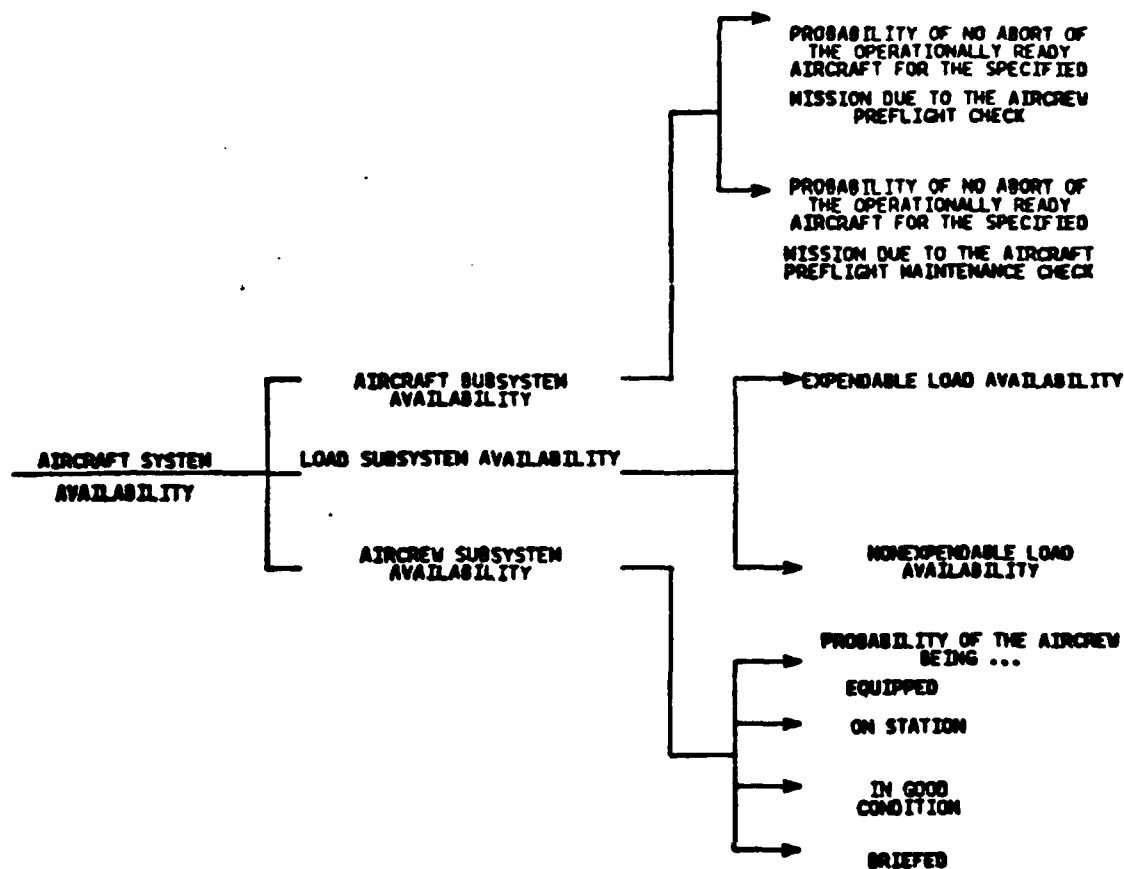 PROBABILITY OF NO ABORT OF
THE OPERATIONALLY READY
AIRCRAFT FOR THE SPECIFIED
MISSION DUE TO THE AIRCREW
PREFLIGHT CHECK
PROBABILITY OF NO ABORT OF
THE OPERATIONALLY READY
AIRCRAFT FOR THE SPECIFIED
MISSION DUE TO THE AIRCRAFT
PREFLIGHT MAINTENANCE CHECK
AIRCRAFT SUBSYSTEM
AVAILABILITY
EXPENDABLE LOAD AVAILABILITY
AIRCRAFT SYSTEM
AVAILABILITY
LOAD SUBSYSTEM AVAILABILITY
AIRCREW SUBSYSTEM
AVAILABILITY
NONEXPENDABLE LOAD
AVAILABILITY
PROBABILITY OF THE AIRCREW
BEING ...
EQUIPPED
ON STATION
IN GOOD
CONDITION
BRIEFED